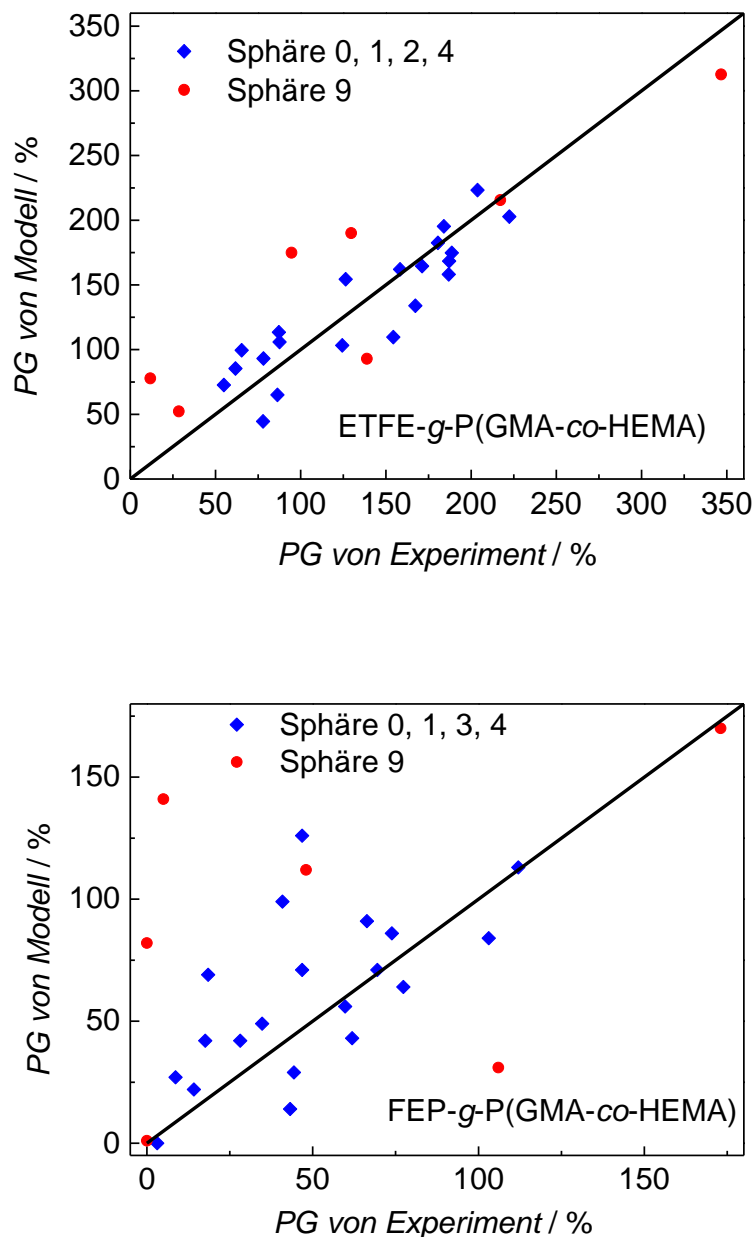 350
300
250
200
150
100
50
0
PG von Modell / %
Sphäre 0, 1, 2, 4
Sphäre 9
ETFE-g-P(GMA-co-HEMA)
0 50 100 150 200 250 300 350
PG von Experiment / %
150
100
50
0
PG von Modell / %
Sphäre 0, 1, 3, 4
Sphäre 9
FEP-g-P(GMA-co-HEMA)
0 50 100 150
PG von Experiment / %